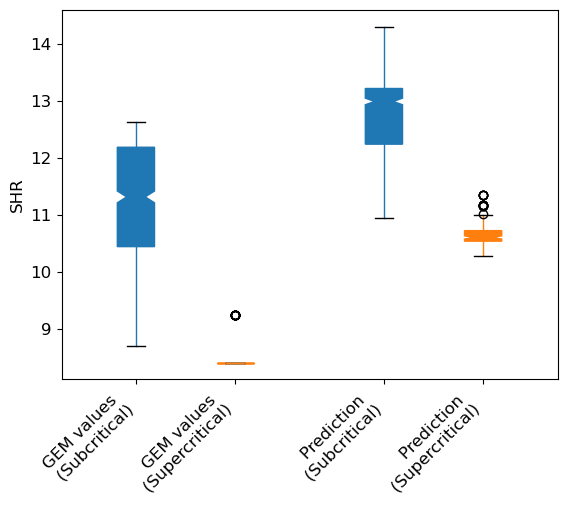 14
13
12
11
10
9
SHR
GEM values
(Subcritical)
GEM values
(Supercritical)
Prediction
(Subcritical)
Prediction
(Supercritical)